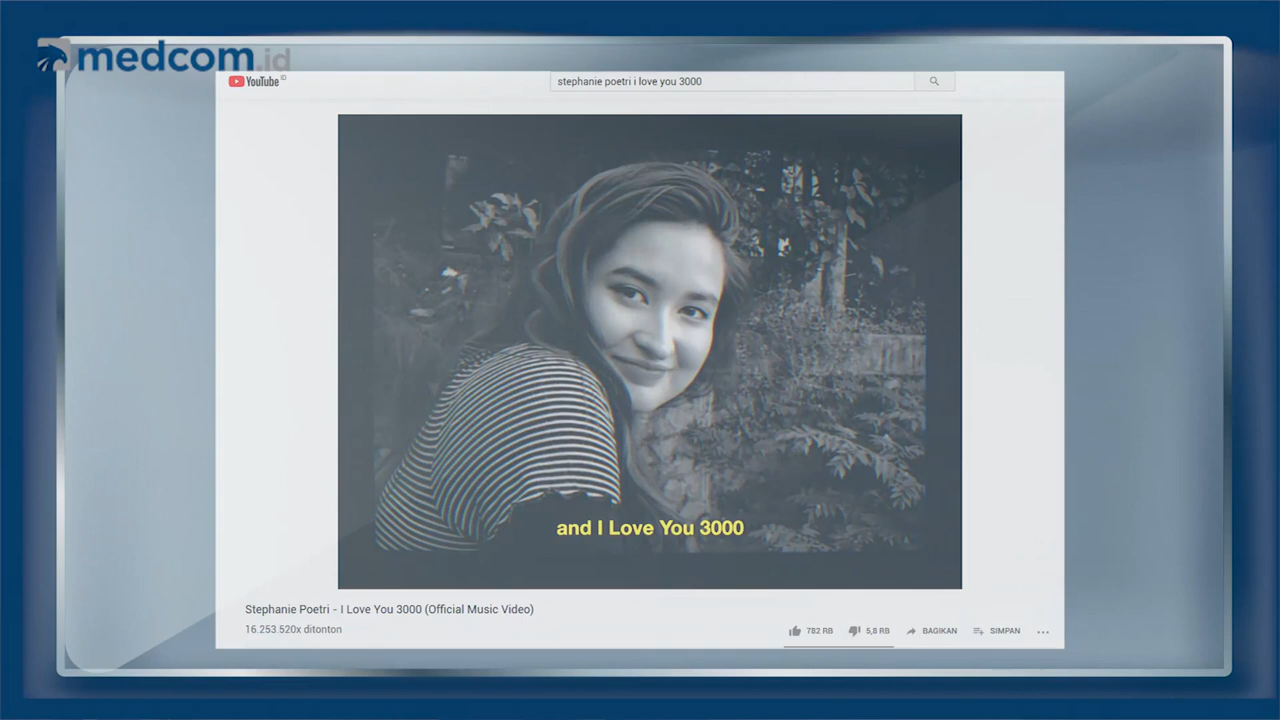 medcom.id
YouTube ID
stephanie poetri i love you 3000
and I Love You 3000
Stephanie Poetri - I Love You 3000 (Official Music Video)
16.253.520x ditonton
782 RB 5,8 RB BAGIKAN SIMPAN